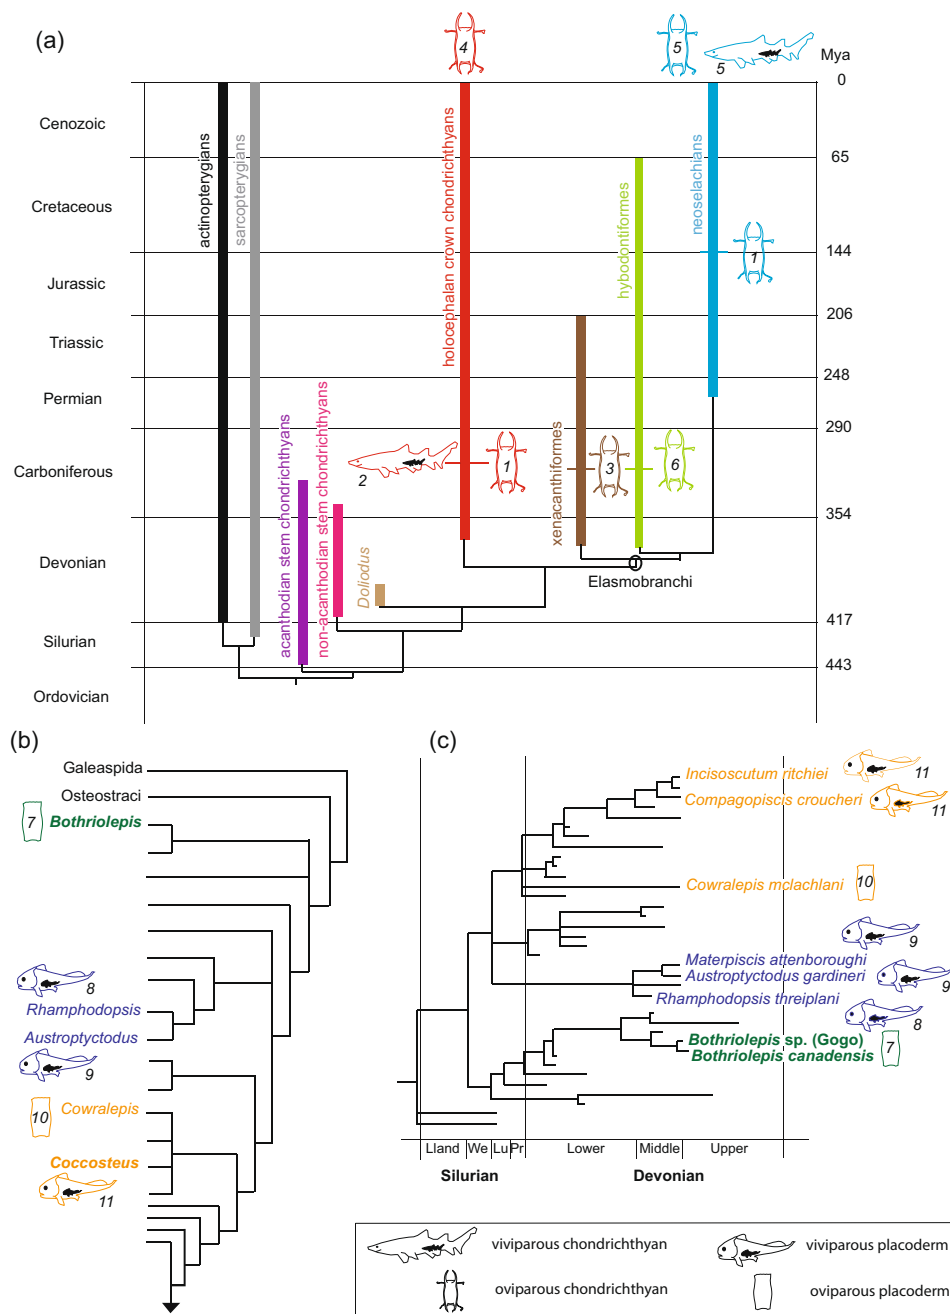 (a)
4
5
5
Mya
0
Cenozoic
actinopterygians
sarcopterygians
holocephalan crown chondrichthyans
neoselachians
65
Cretaceous
hybodontiformes
1
144
Jurassic
206
Triassic
248
Permian
290
acanthodian stem chondrichthyans
non-acanthodian stem chondrichthyans
Carboniferous
2
1
xenacanthiformes
3
6
354
Devonian
Doliodus
Elasmobranchi
417
Silurian
443
Ordovician
(b)
Galeaspida
Osteostraci
7 Bothriolepis
8
Rhamphodopsis
Austroptyctodus
9
10 Cowralepis
Coccosteus
11
(c)
Incisoscutum ritchiei 11
Compagopiscis croucheri 11
Cowralepis mclachlani 10
9
Materpiscis attenboroughi
Austroptyctodus gardineri 9
Rhamphodopsis threiplani 8
Bothriolepis sp. (Gogo) 7
Bothriolepis canadensis
Lland We Lu Pr Lower Middle Upper
Silurian Devonian
viviparous chondrichthyan
viviparous placoderm
oviparous chondrichthyan
oviparous placoderm